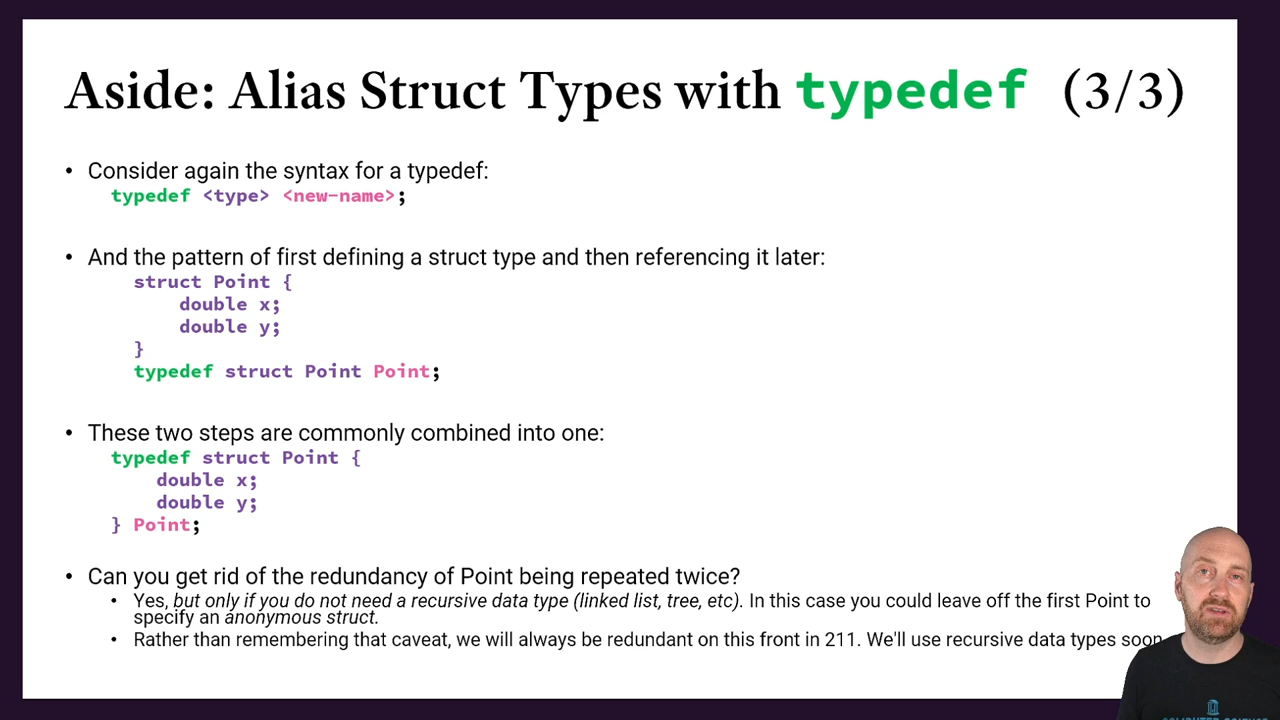 Aside: Alias Struct Types with typedef (3/3)
• Consider again the syntax for a typedef:
typedef <type> <new-name>;
• And the pattern of first defining a struct type and then referencing it later:
struct Point {
double x;
double y;
}
typedef struct Point Point;
• These two steps are commonly combined into one:
typedef struct Point {
double x;
double y;
} Point;
• Can you get rid of the redundancy of Point being repeated twice?
• Yes, but only if you do not need a recursive data type (linked list, tree, etc). In this case you could leave off the first Point to
specify an anonymous struct.
• Rather than remembering that caveat, we will always be redundant on this front in 211. We'll use recursive data types soon